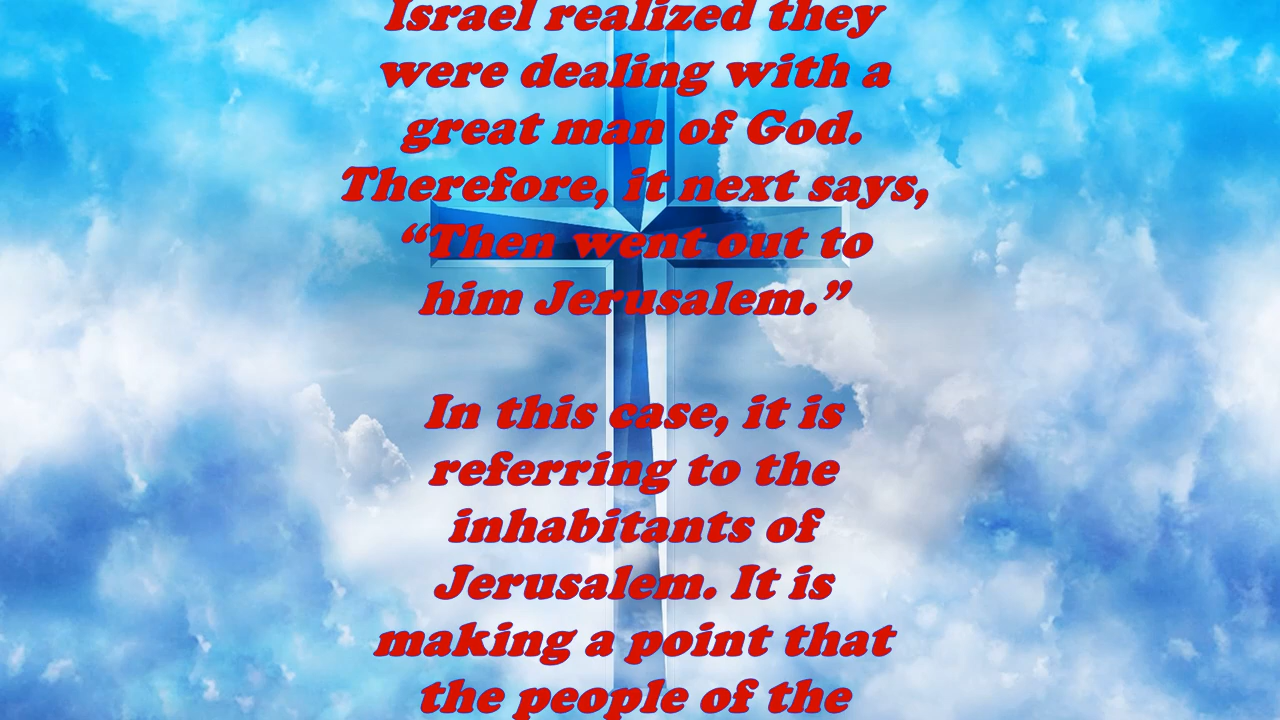 Israel realized they
were dealing with a
great man of God.
Therefore, it next says,
“Then went out to
him Jerusalem.”
In this case, it is
referring to the
inhabitants of
Jerusalem. It is
making a point that
the people of the